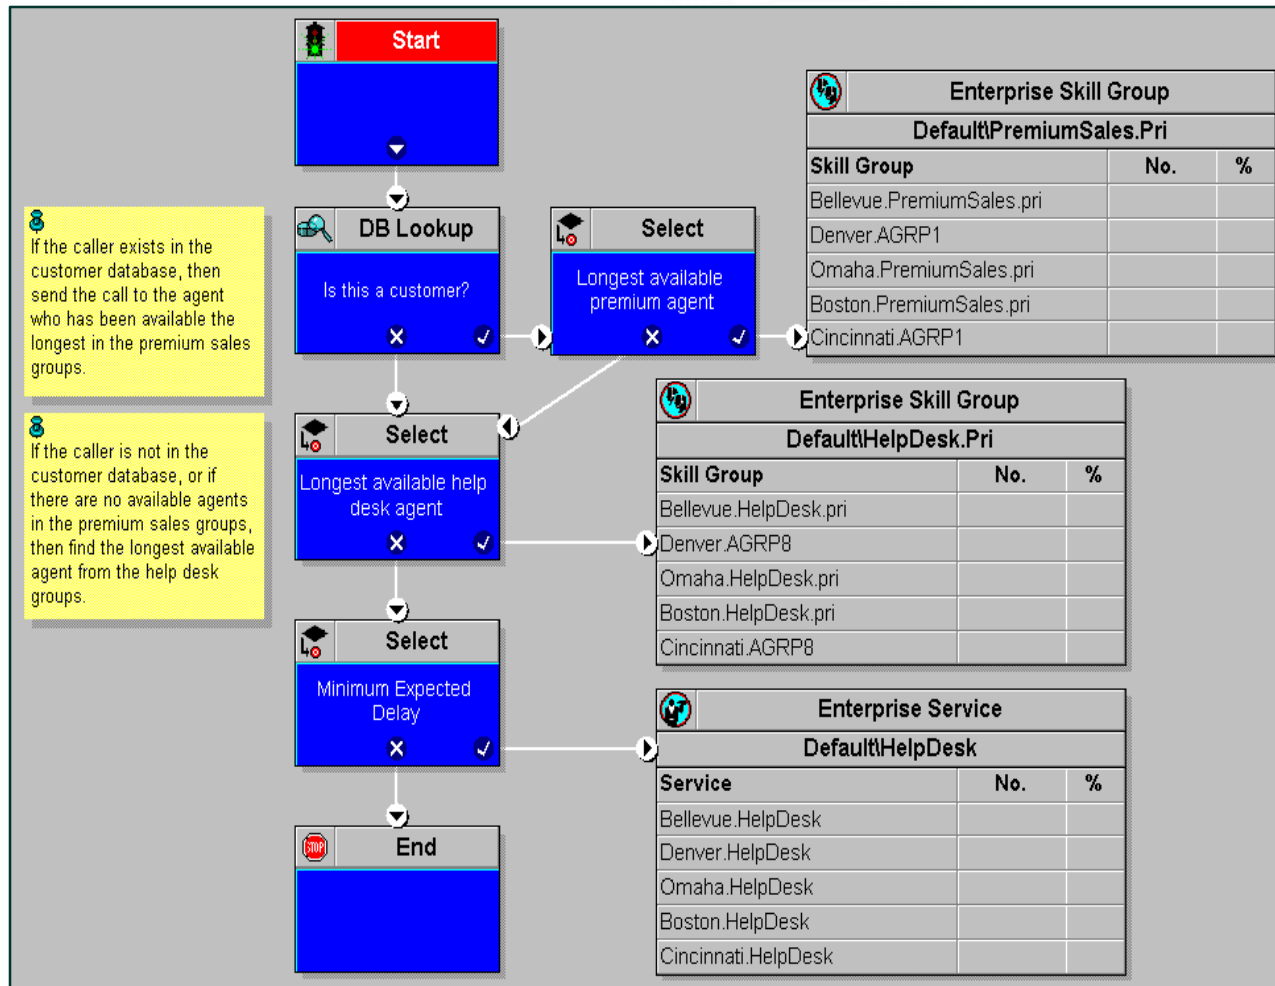 Start
Enterprise Skill Group
Default\PremiumSales.Pri
Skill Group No. %
Bellevue.PremiumSales.pri
Denver.AGRP1
Omaha.PremiumSales.pri
Boston.PremiumSales.pri
Cincinnati.AGRP1
If the caller exists in the
customer database, then
send the call to the agent
who has been available the
longest in the premium sales
groups.
DB Lookup
Is this a customer?
Select
Longest available
premium agent
If the caller is not in the
customer database, or if
there are no available agents
in the premium sales groups,
then find the longest available
agent from the help desk
groups.
Select
Longest available help
desk agent
Enterprise Skill Group
Default\HelpDesk.Pri
Skill Group No. %
Bellevue.HelpDesk.pri
Denver.AGRP8
Omaha.HelpDesk.pri
Boston.HelpDesk.pri
Cincinnati.AGRP8
Select
Minimum Expected
Delay
Enterprise Service
Default\HelpDesk
Service No. %
Bellevue.HelpDesk
Denver.HelpDesk
Omaha.HelpDesk
Boston.HelpDesk
Cincinnati.HelpDesk
STOP
End